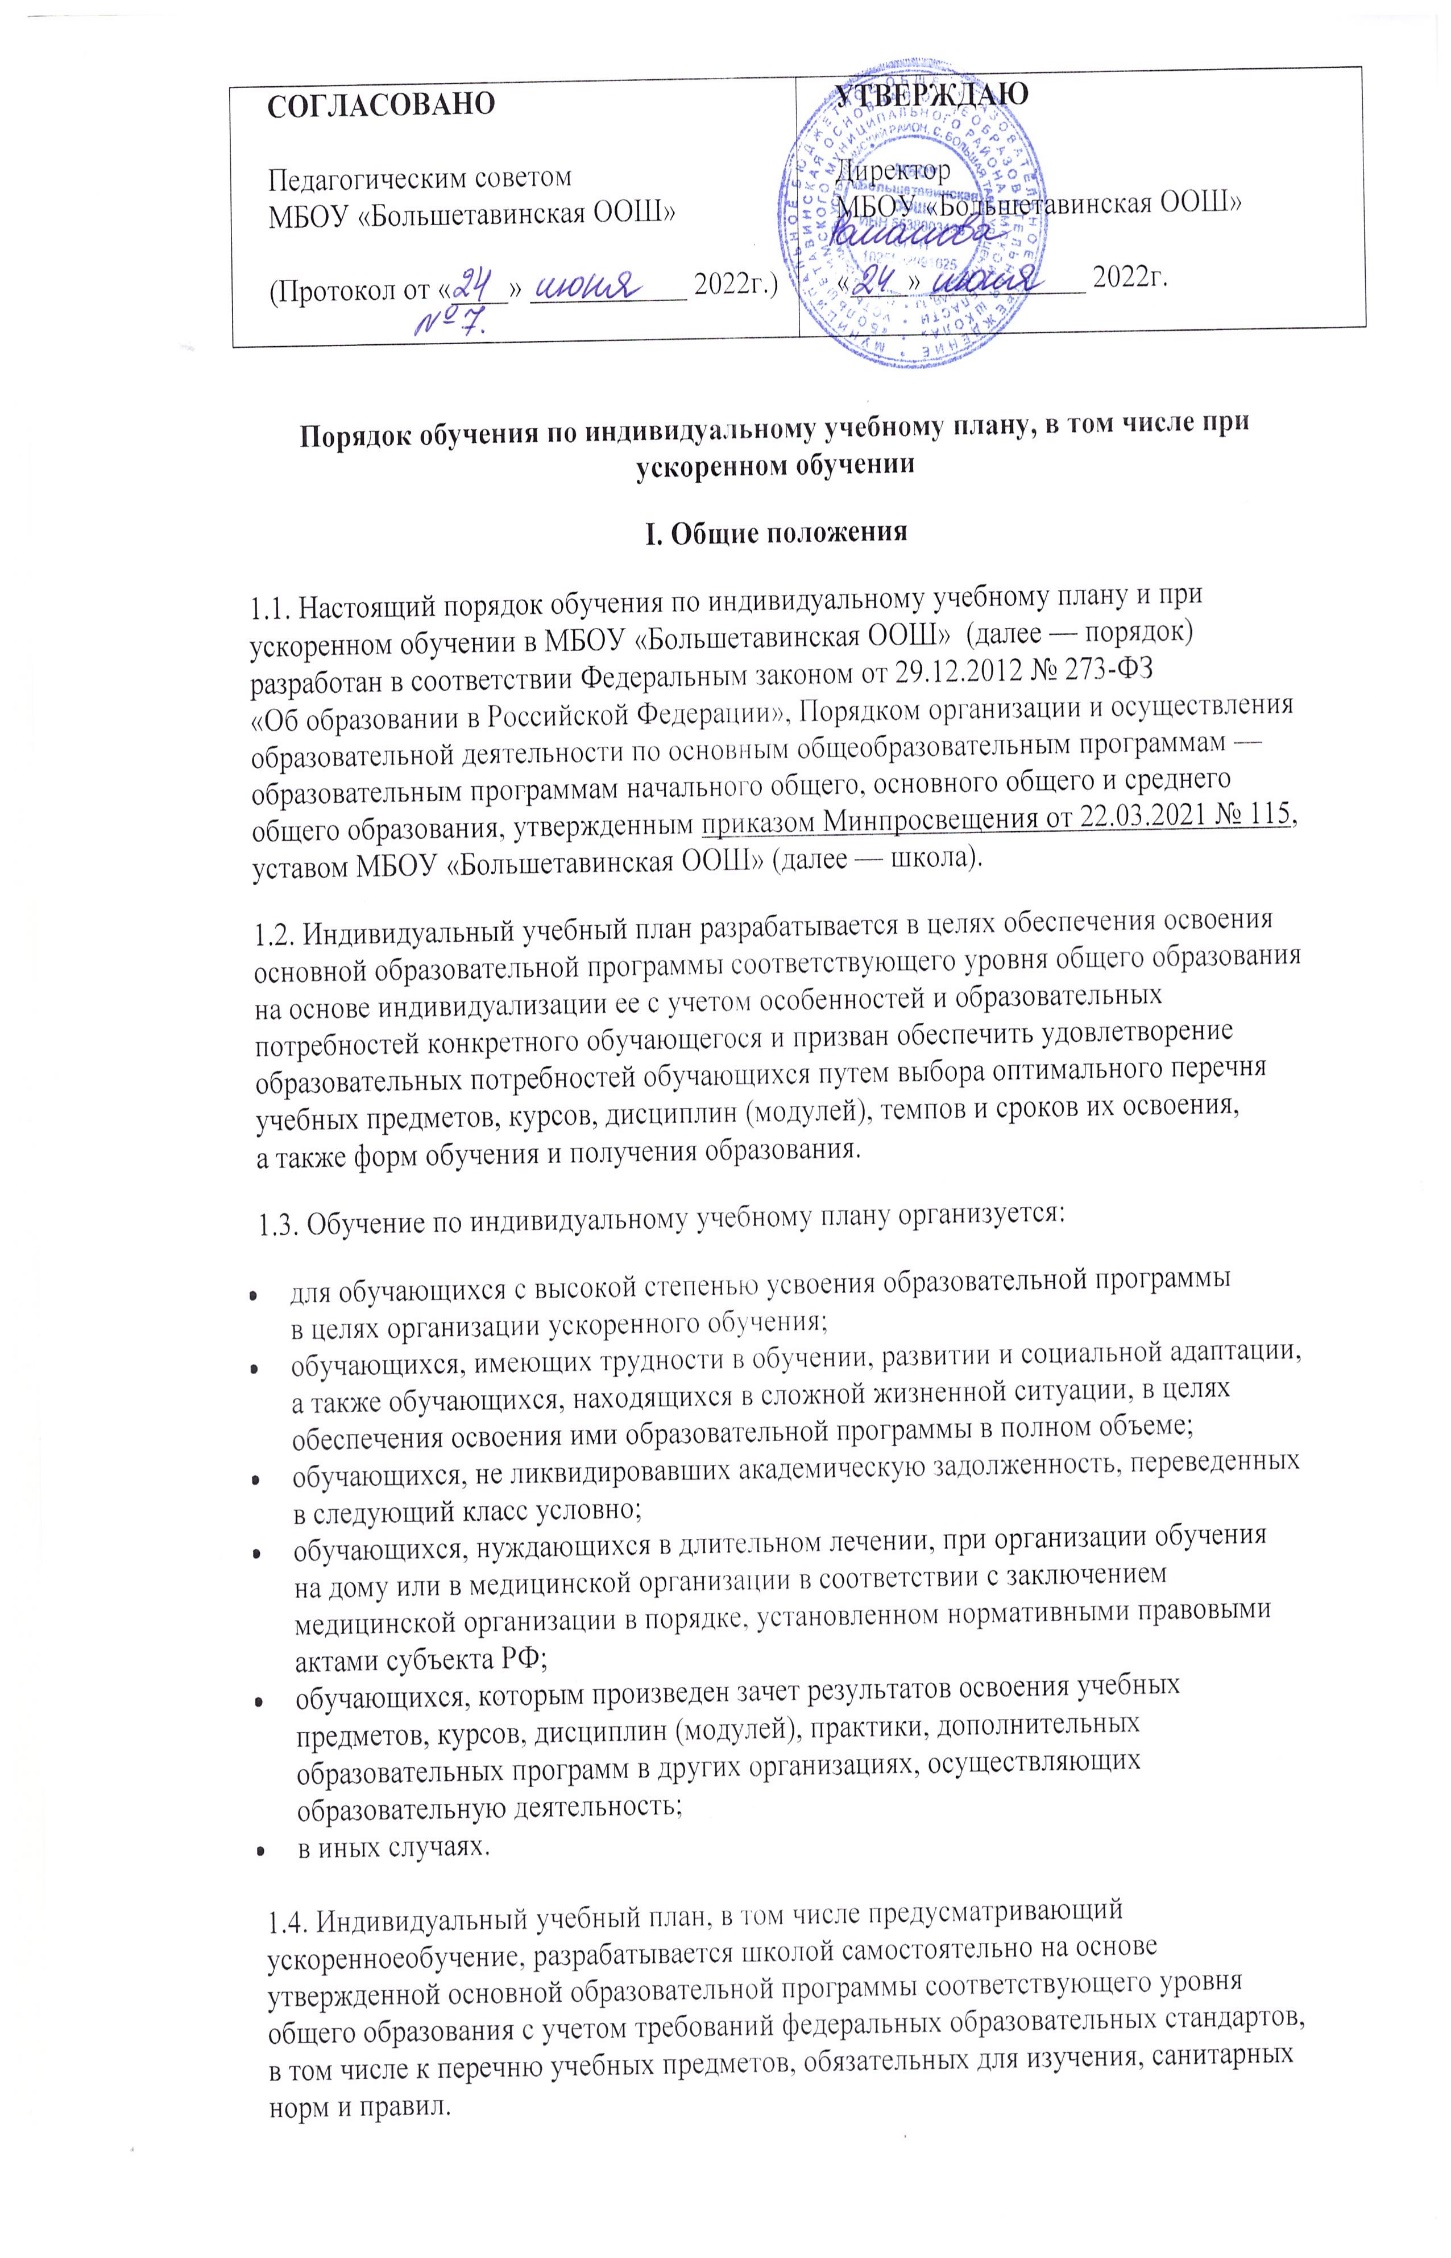 СОГЛАСОВАНО
Педагогическим советом
МБОУ «Большетавинская ООШ»
(Протокол от «24» июня 2022г.)
№ 7.
УТВЕРЖДАЮ
Директор
МБОУ «Большетавинская ООШ»
«24» июня 2022г.
Порядок обучения по индивидуальному учебному плану, в том числе при
ускоренном обучении
I. Общие положения
1.1. Настоящий порядок обучения по индивидуальному учебному плану и при
ускоренном обучении в МБОУ «Большетавинская ООШ» (далее — порядок)
разработан в соответствии Федеральным законом от 29.12.2012 № 273-ФЗ
«Об образовании в Российской Федерации», Порядком организации и осуществления
образовательной деятельности по основным общеобразовательным программам —
образовательным программам начального общего, основного общего и среднего
общего образования, утвержденным приказом Минпросвещения от 22.03.2021 № 115,
уставом МБОУ «Большетавинская ООШ» (далее — школа).
1.2. Индивидуальный учебный план разрабатывается в целях обеспечения освоения
основной образовательной программы соответствующего уровня общего образования
на основе индивидуализации ее с учетом особенностей и образовательных
потребностей конкретного обучающегося и призван обеспечить удовлетворение
образовательных потребностей обучающихся путем выбора оптимального перечня
учебных предметов, курсов, дисциплин (модулей), темпов и сроков их освоения,
а также форм обучения и получения образования.
1.3. Обучение по индивидуальному учебному плану организуется:
• для обучающихся с высокой степенью усвоения образовательной программы
в целях организации ускоренного обучения;
• обучающихся, имеющих трудности в обучении, развитии и социальной адаптации,
а также обучающихся, находящихся в сложной жизненной ситуации, в целях
обеспечения освоения ими образовательной программы в полном объеме;
• обучающихся, не ликвидировавших академическую задолженность, переведенных
в следующий класс условно;
• обучающихся, нуждающихся в длительном лечении, при организации обучения
на дому или в медицинской организации в соответствии с заключением
медицинской организации в порядке, установленном нормативными правовыми
актами субъекта РФ;
• обучающихся, которым произведен зачет результатов освоения учебных
предметов, курсов, дисциплин (модулей), практики, дополнительных
образовательных программ в других организациях, осуществляющих
образовательную деятельность;
• в иных случаях.
1.4. Индивидуальный учебный план, в том числе предусматривающий
ускоренноеобучение, разрабатывается школой самостоятельно на основе
утвержденной основной образовательной программы соответствующего уровня
общего образования с учетом требований федеральных образовательных стандартов,
в том числе к перечню учебных предметов, обязательных для изучения, санитарных
норм и правил.